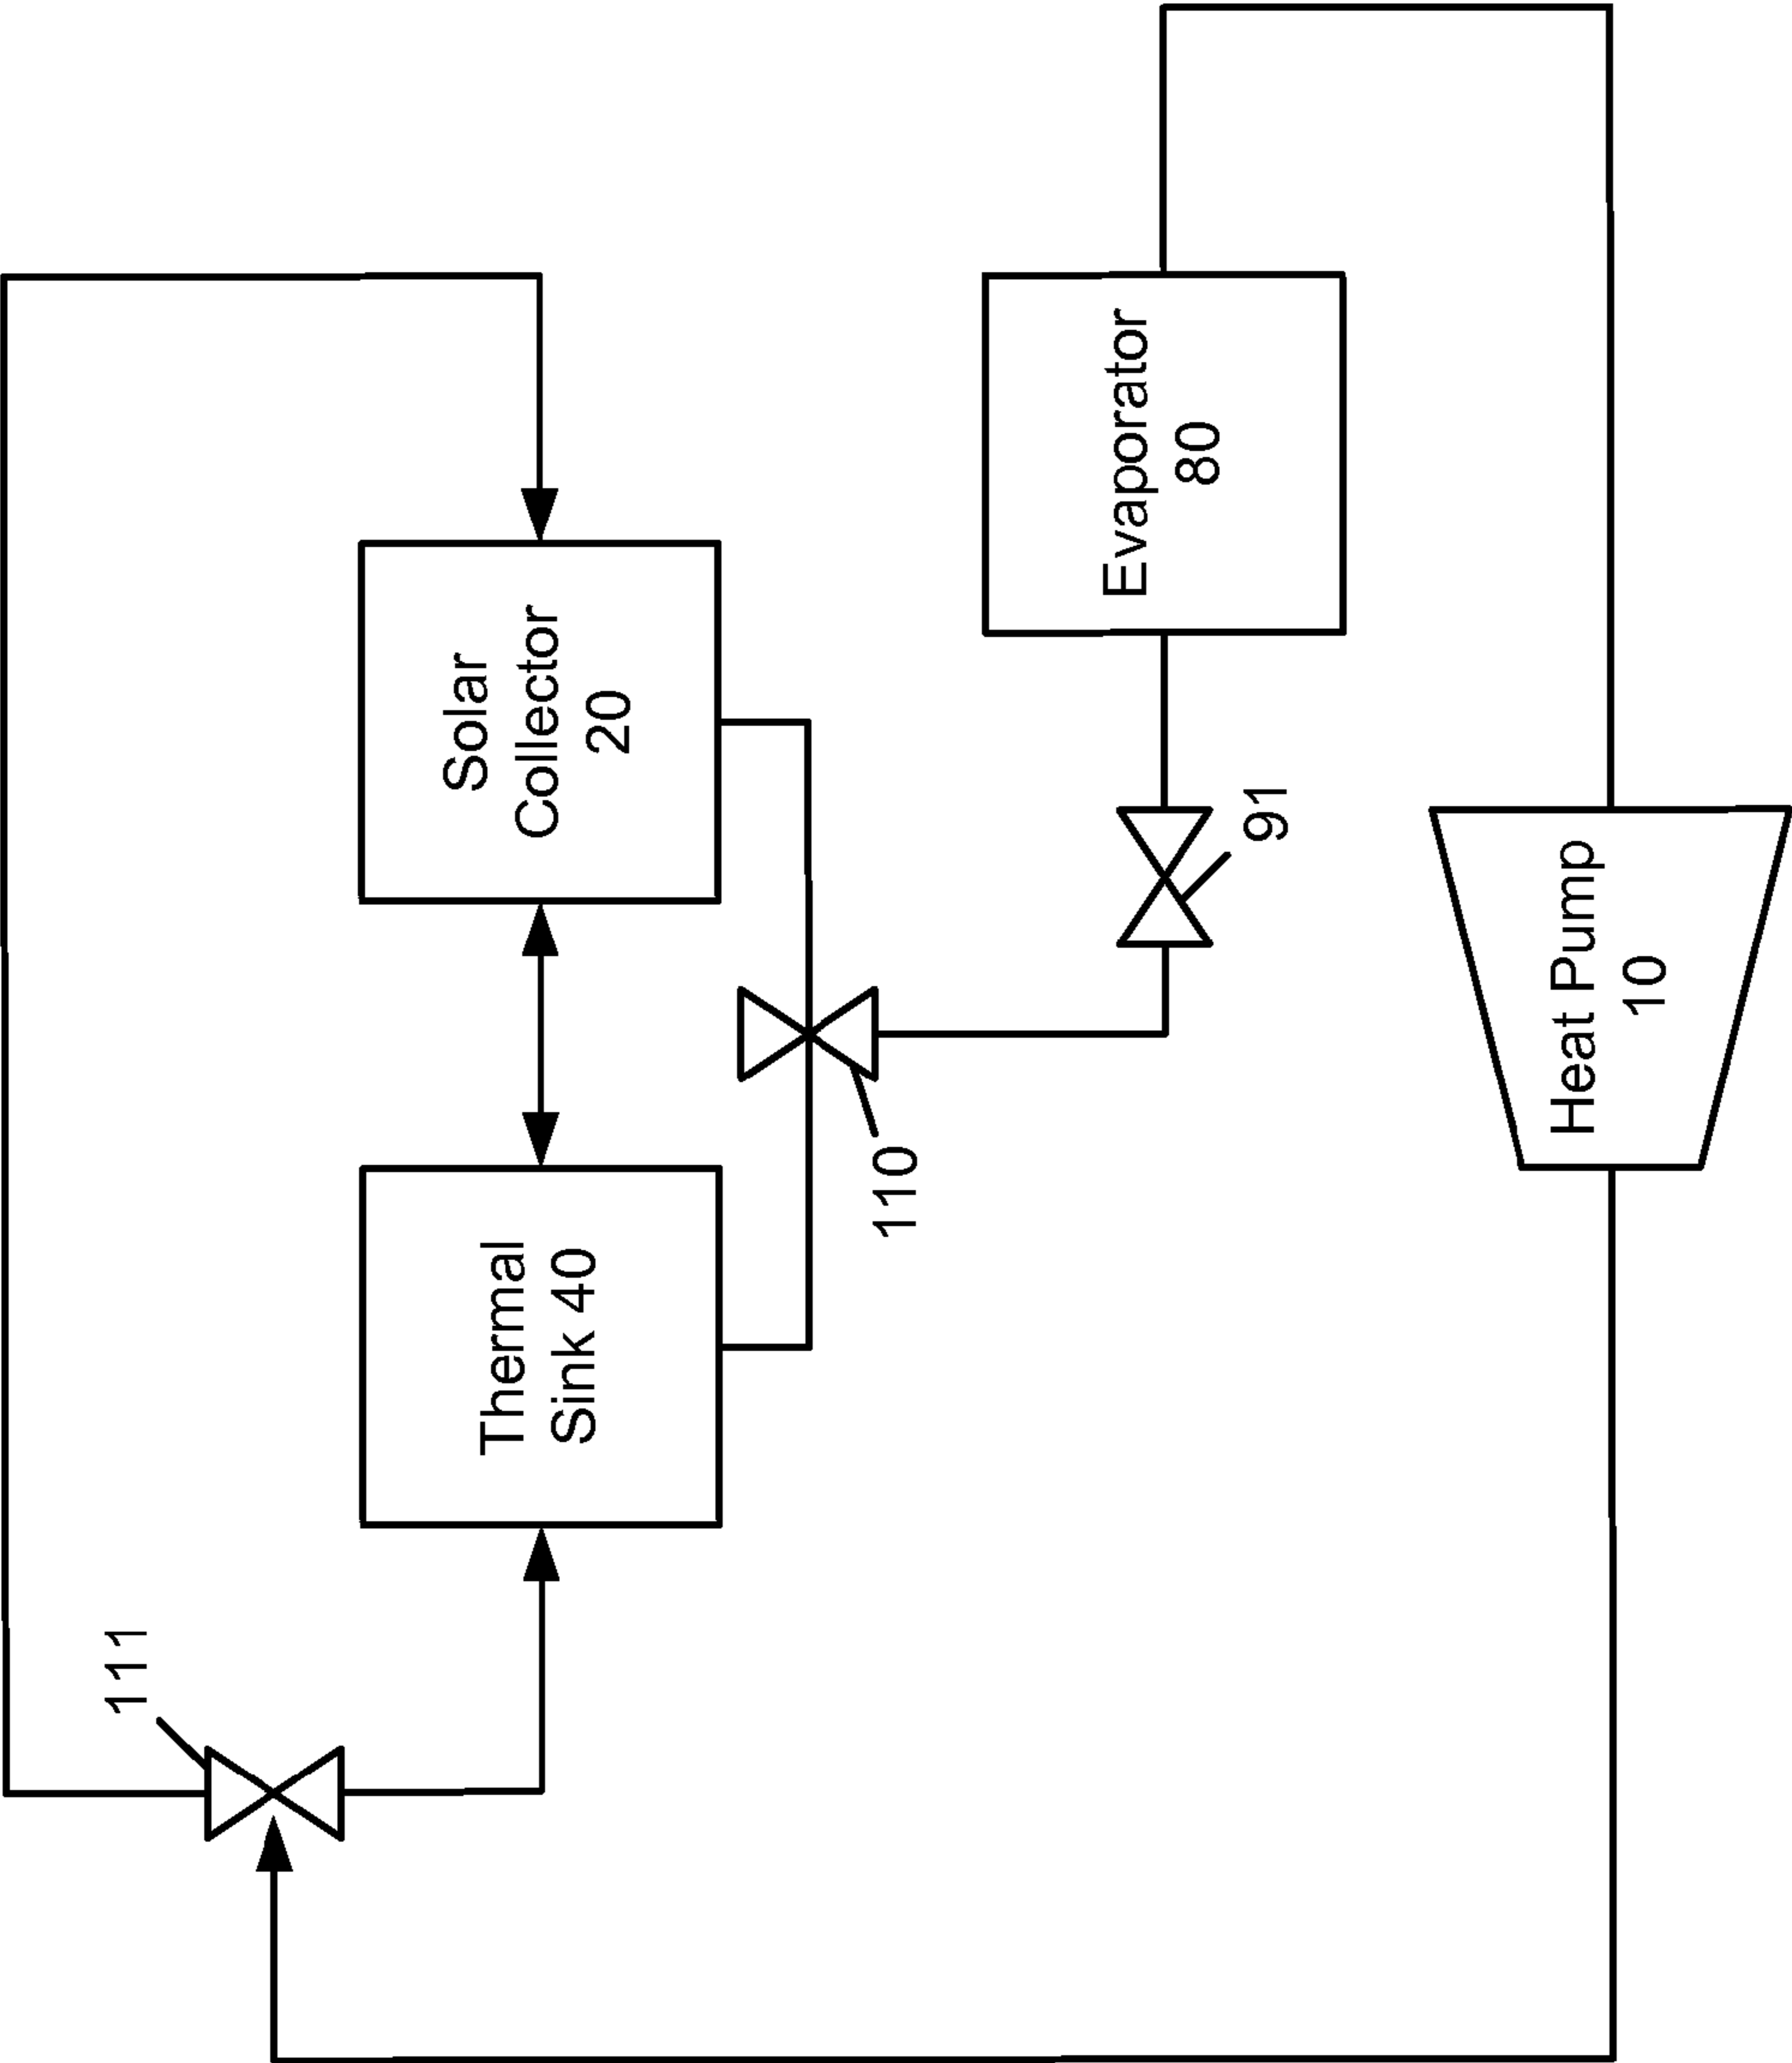 111
Thermal
Sink 40
Solar
Collector
20
110
91
Evaporator
80
Heat Pump
10